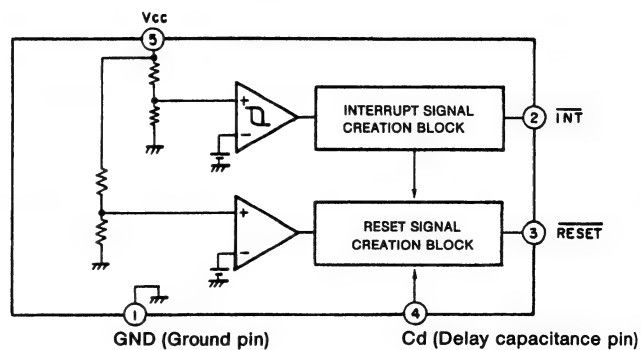 Vcc
5
+
−
INTERRUPT SIGNAL
CREATION BLOCK
2 INT
+
−
RESET SIGNAL
CREATION BLOCK
3 RESET
1
4
GND (Ground pin)
Cd (Delay capacitance pin)